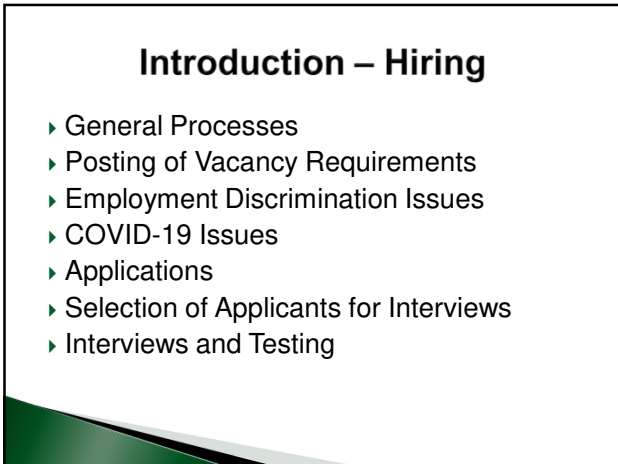 Introduction – Hiring
General Processes
Posting of Vacancy Requirements
Employment Discrimination Issues
COVID-19 Issues
Applications
Selection of Applicants for Interviews
Interviews and Testing